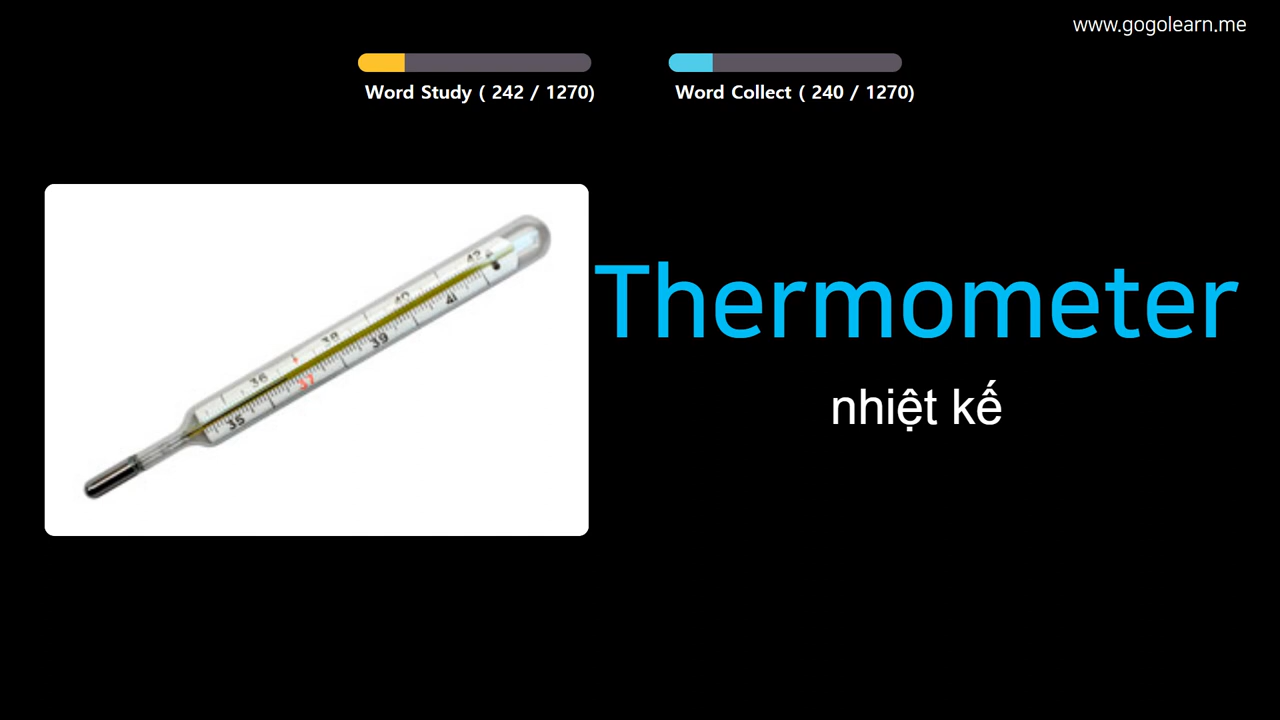 www.gogolearn.me
Word Study ( 242 / 1270)
Word Collect ( 240 / 1270)
Thermometer
nhiệt kế
42
41
40
39
38
37
36
35